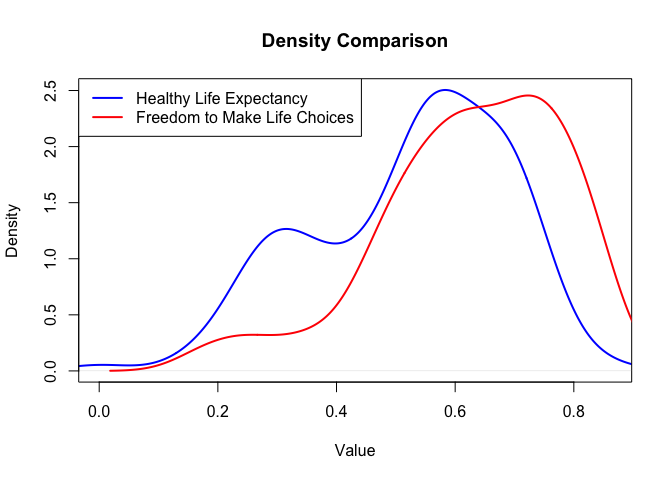 Density Comparison
Healthy Life Expectancy
Freedom to Make Life Choices
Density
2.5
2.0
1.5
1.0
0.5
0.0
0.0 0.2 0.4 0.6 0.8
Value